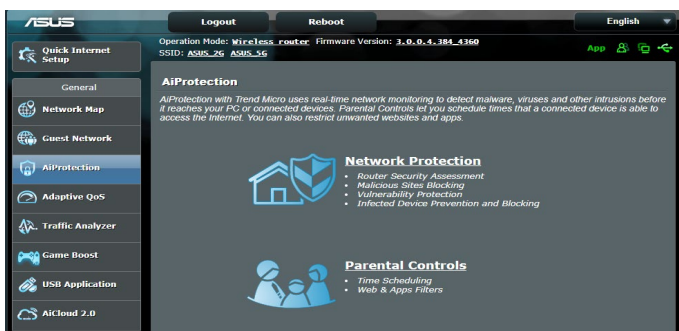 ASUS
Logout
Reboot
English
Quick Internet
Setup
Operation Mode: Wireless router Firmware Version: 3.0.0.4.384_4360
SSID: ASUS_2G ASUS_5G
App
General
Network Map
Guest Network
AiProtection
Adaptive QoS
Traffic Analyzer
Game Boost
USB Application
AiCloud 2.0
AiProtection
AiProtection with Trend Micro uses real-time network monitoring to detect malware, viruses and other intrusions before
it reaches your PC or connected devices. Parental Controls let you schedule times that a connected device is able to
access the Internet. You can also restrict unwanted websites and apps.
Network Protection
• Router Security Assessment
• Malicious Sites Blocking
• Vulnerability Protection
• Infected Device Prevention and Blocking
Parental Controls
• Time Scheduling
• Web & Apps Filters